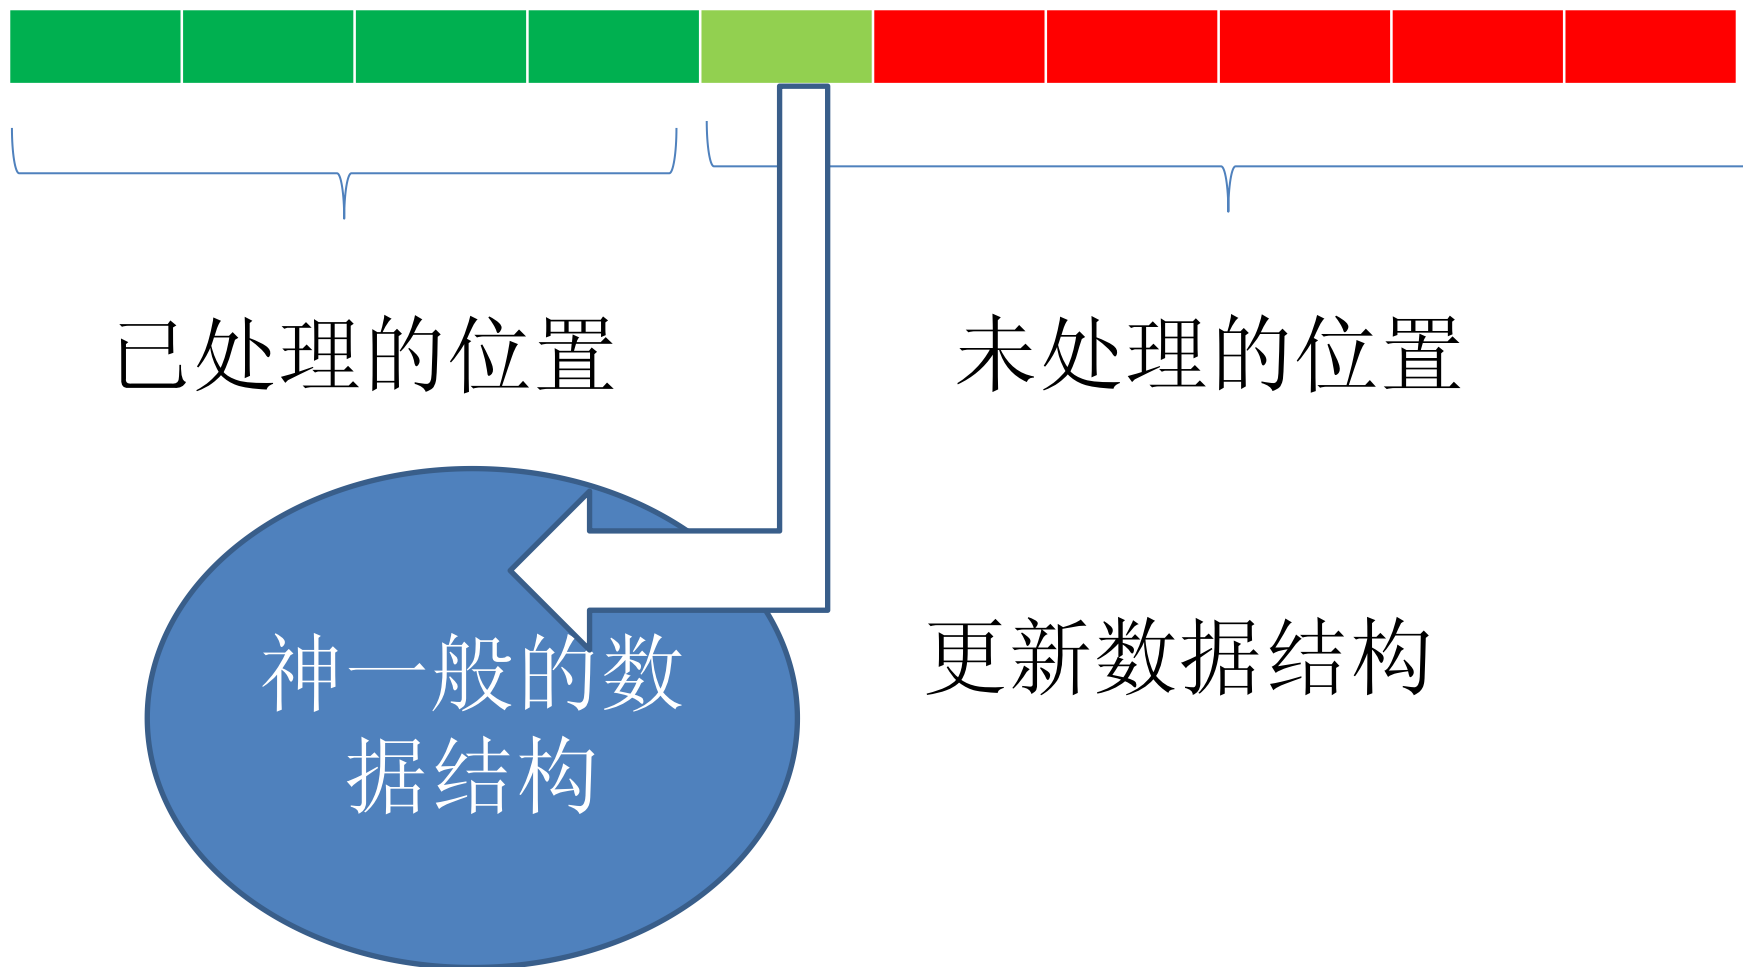 已处理的位置
未处理的位置
神一般的数
据结构
更新数据结构